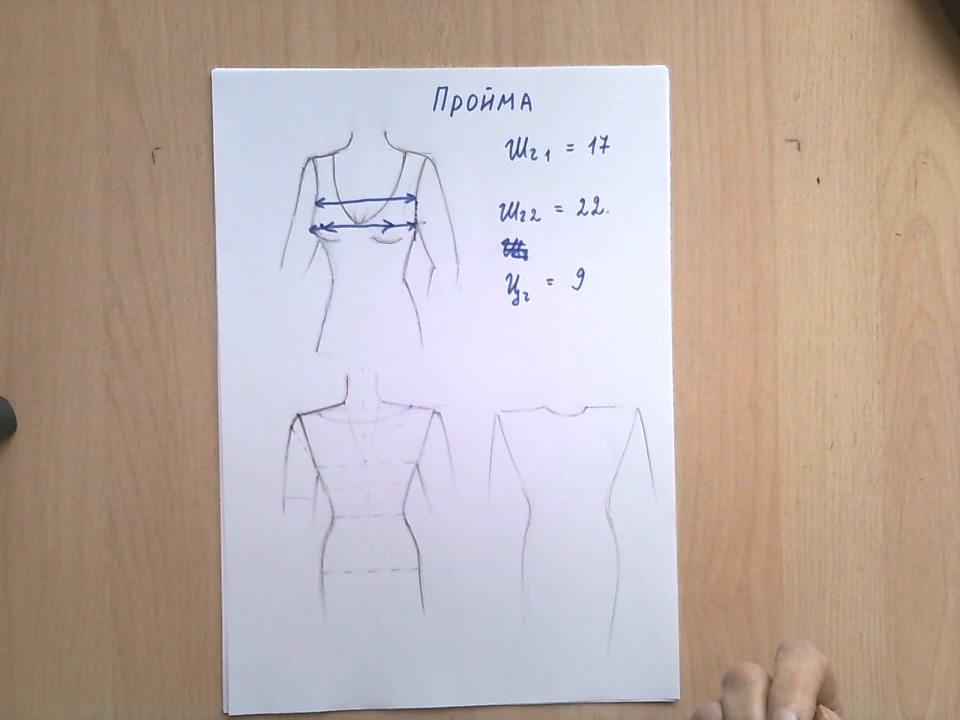 Пройма
Шг1 = 17
Шг2 = 22.
Цг = 9